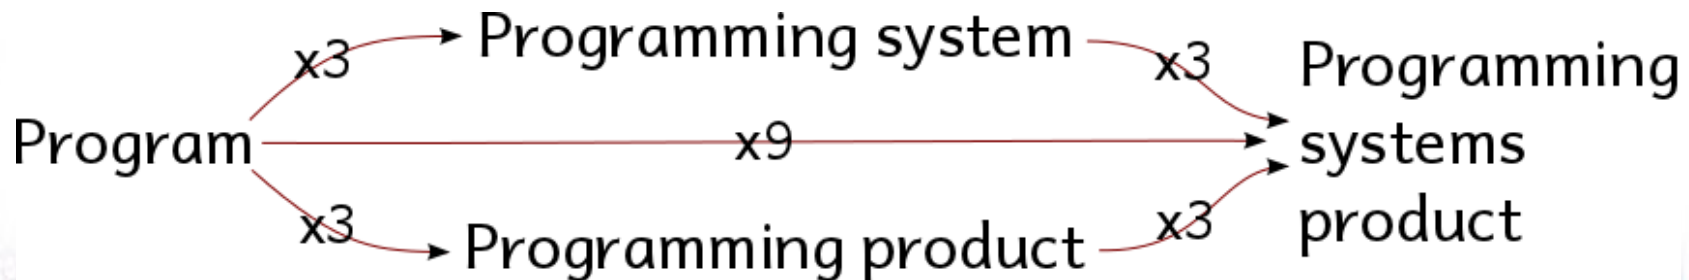 x3
Programming system
x3
Programming
systems
product
Program
x9
x3
Programming product
x3